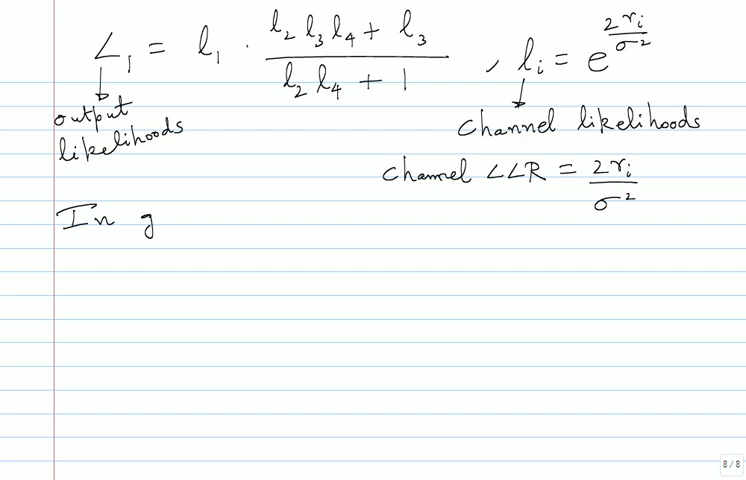 L₁ = l₁ · (l₂ l₃ l₄ + l₃) / (l₂ l₄ + 1) , lᵢ = e^(2rᵢ/σ²)
output likelihoods
channel likelihoods
channel LLR = 2rᵢ/σ²
In g
8/8